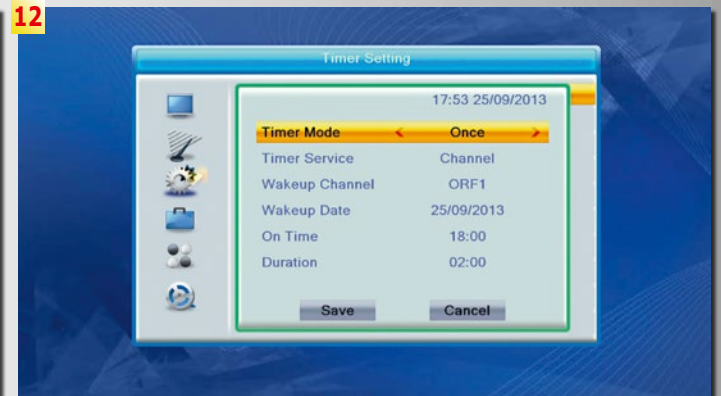 12
Timer Setting
17:53 25/09/2013
Timer Mode < Once >
Timer Service Channel
Wakeup Channel ORF1
Wakeup Date 25/09/2013
On Time 18:00
Duration 02:00
Save Cancel